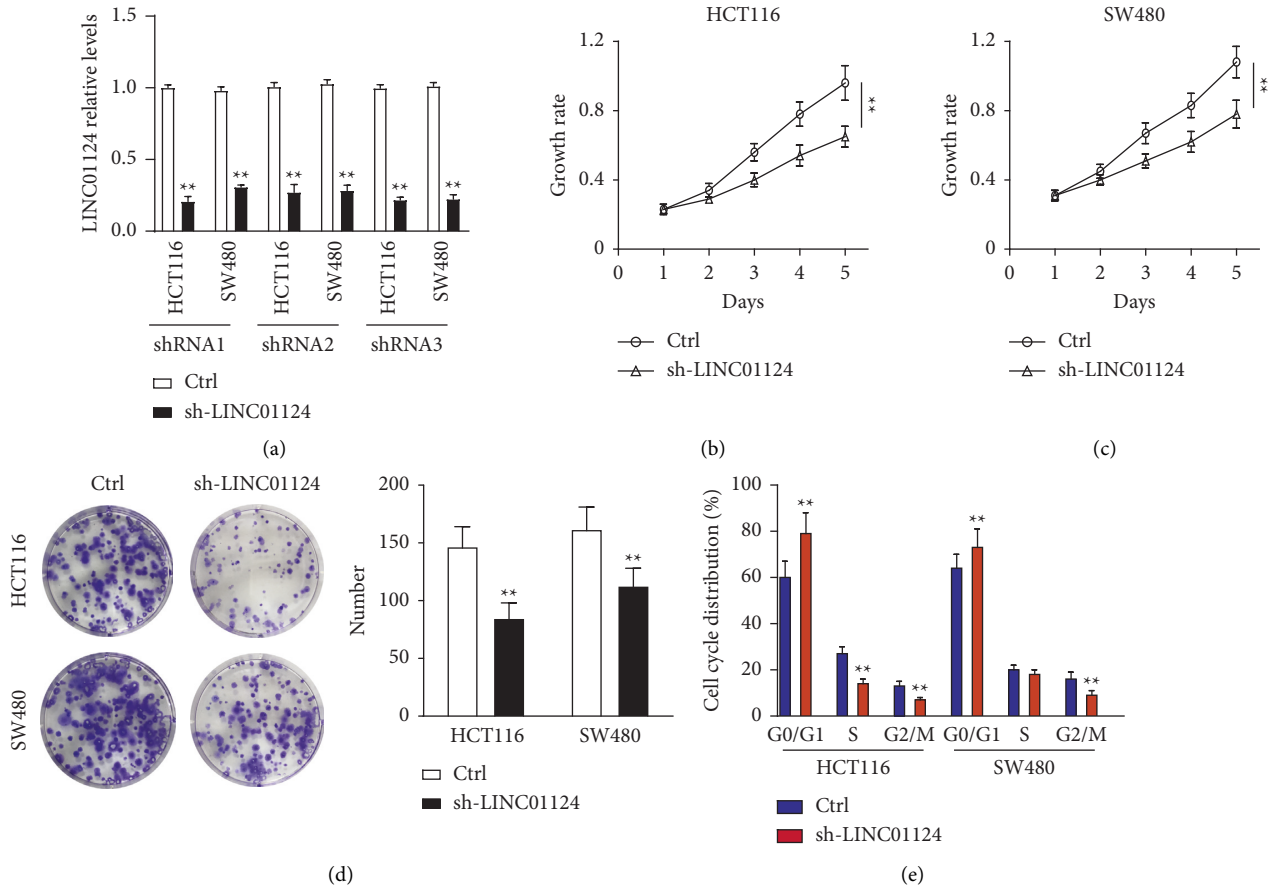 1.5
1.0
0.5
0.0
LINC01124 relative levels
** ** ** ** ** **
HCT116 SW480 HCT116 SW480 HCT116 SW480
shRNA1 shRNA2 shRNA3
Ctrl
sh-LINC01124
(a)
HCT116
1.2
0.8
0.4
0
Growth rate
**
0 1 2 3 4 5
Days
Ctrl
sh-LINC01124
(b)
SW480
1.2
0.8
0.4
0
Growth rate
**
0 1 2 3 4 5
Days
Ctrl
sh-LINC01124
(c)
Ctrl sh-LINC01124
HCT116
SW480
200
150
100
50
0
Number
** **
HCT116 SW480
Ctrl
sh-LINC01124
(d)
100
80
60
40
20
0
Cell cycle distribution (%)
** ** ** ** **
G0/G1 S G2/M G0/G1 S G2/M
HCT116 SW480
Ctrl
sh-LINC01124
(e)